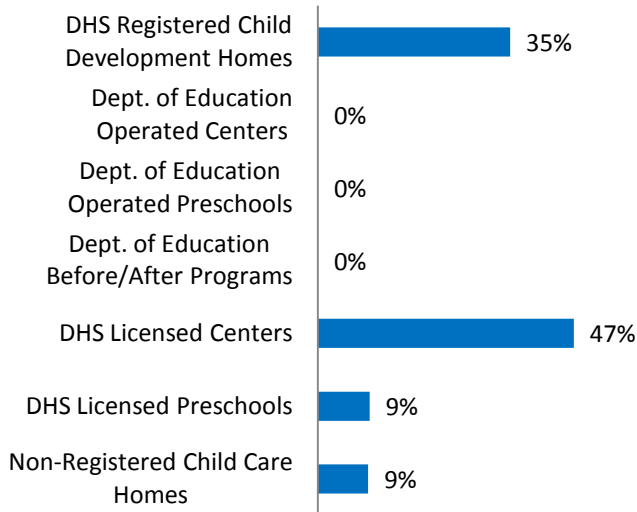 DHS Registered Child
Development Homes
35%
Dept. of Education
Operated Centers
0%
Dept. of Education
Operated Preschools
0%
Dept. of Education
Before/After Programs
0%
DHS Licensed Centers
47%
DHS Licensed Preschools
9%
Non-Registered Child Care
Homes
9%